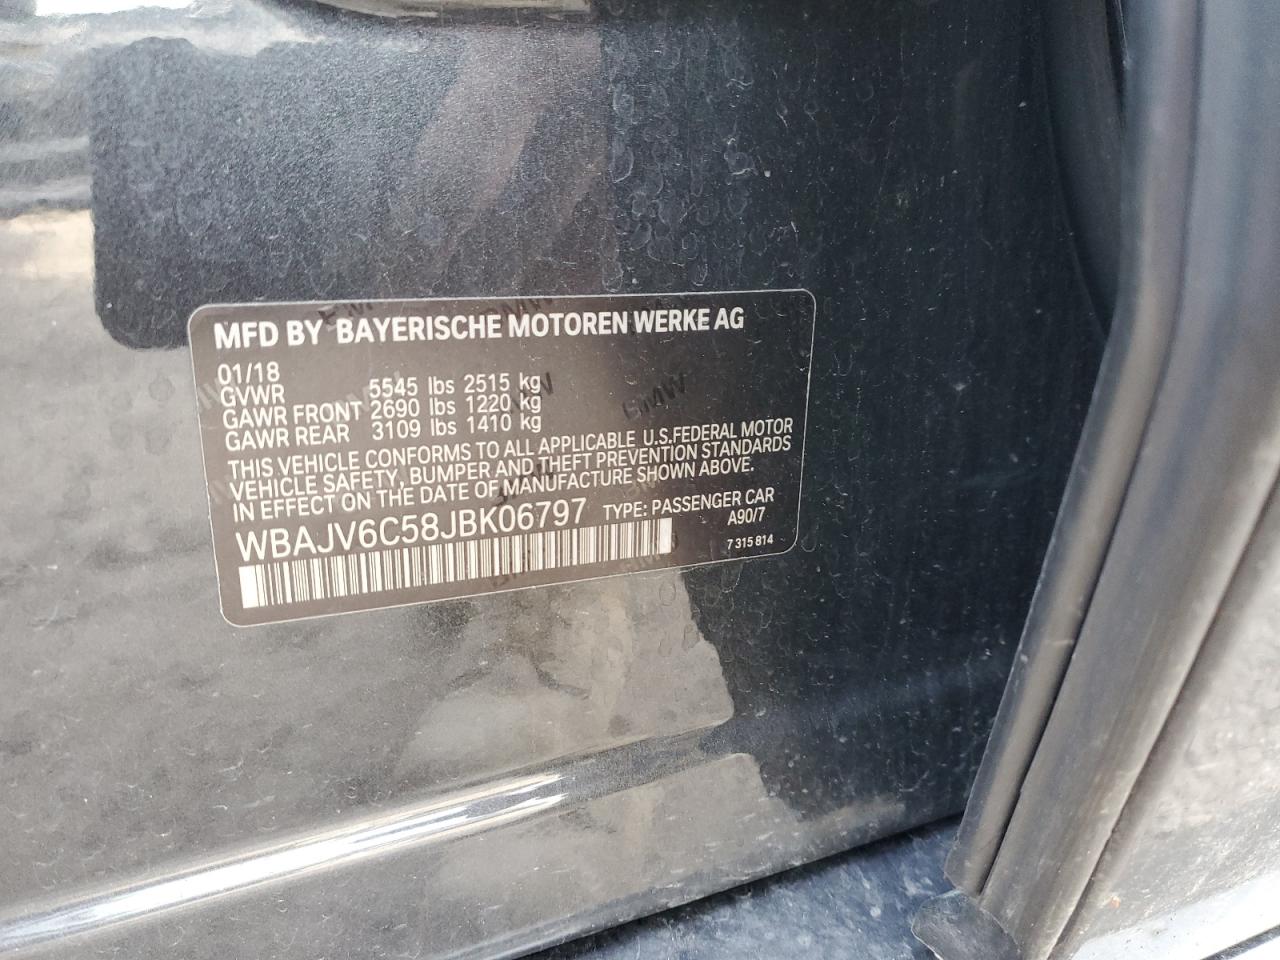 MFD BY BAYERISCHE MOTOREN WERKE AG
01/18
GVWR 5545 lbs 2515 kg
GAWR FRONT 2690 lbs 1220 kg
GAWR REAR 3109 lbs 1410 kg
THIS VEHICLE CONFORMS TO ALL APPLICABLE U.S.FEDERAL MOTOR
VEHICLE SAFETY, BUMPER AND THEFT PREVENTION STANDARDS
IN EFFECT ON THE DATE OF MANUFACTURE SHOWN ABOVE.
WBAJV6C58JBK06797 TYPE: PASSENGER CAR
A90/7
7 315 814